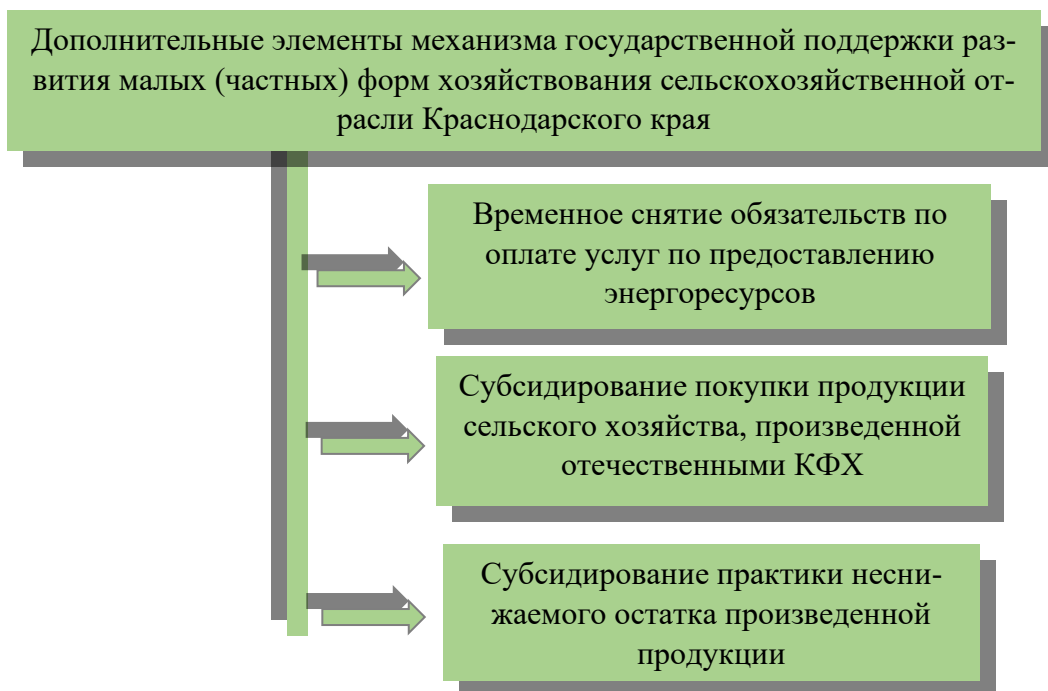 Дополнительные элементы механизма государственной поддержки раз-
вития малых (частных) форм хозяйствования сельскохозяйственной от-
расли Краснодарского края
Временное снятие обязательств по
оплате услуг по предоставлению
энергоресурсов
Субсидирование покупки продукции
сельского хозяйства, произведенной
отечественными КФХ
Субсидирование практики несни-
жаемого остатка произведенной
продукции